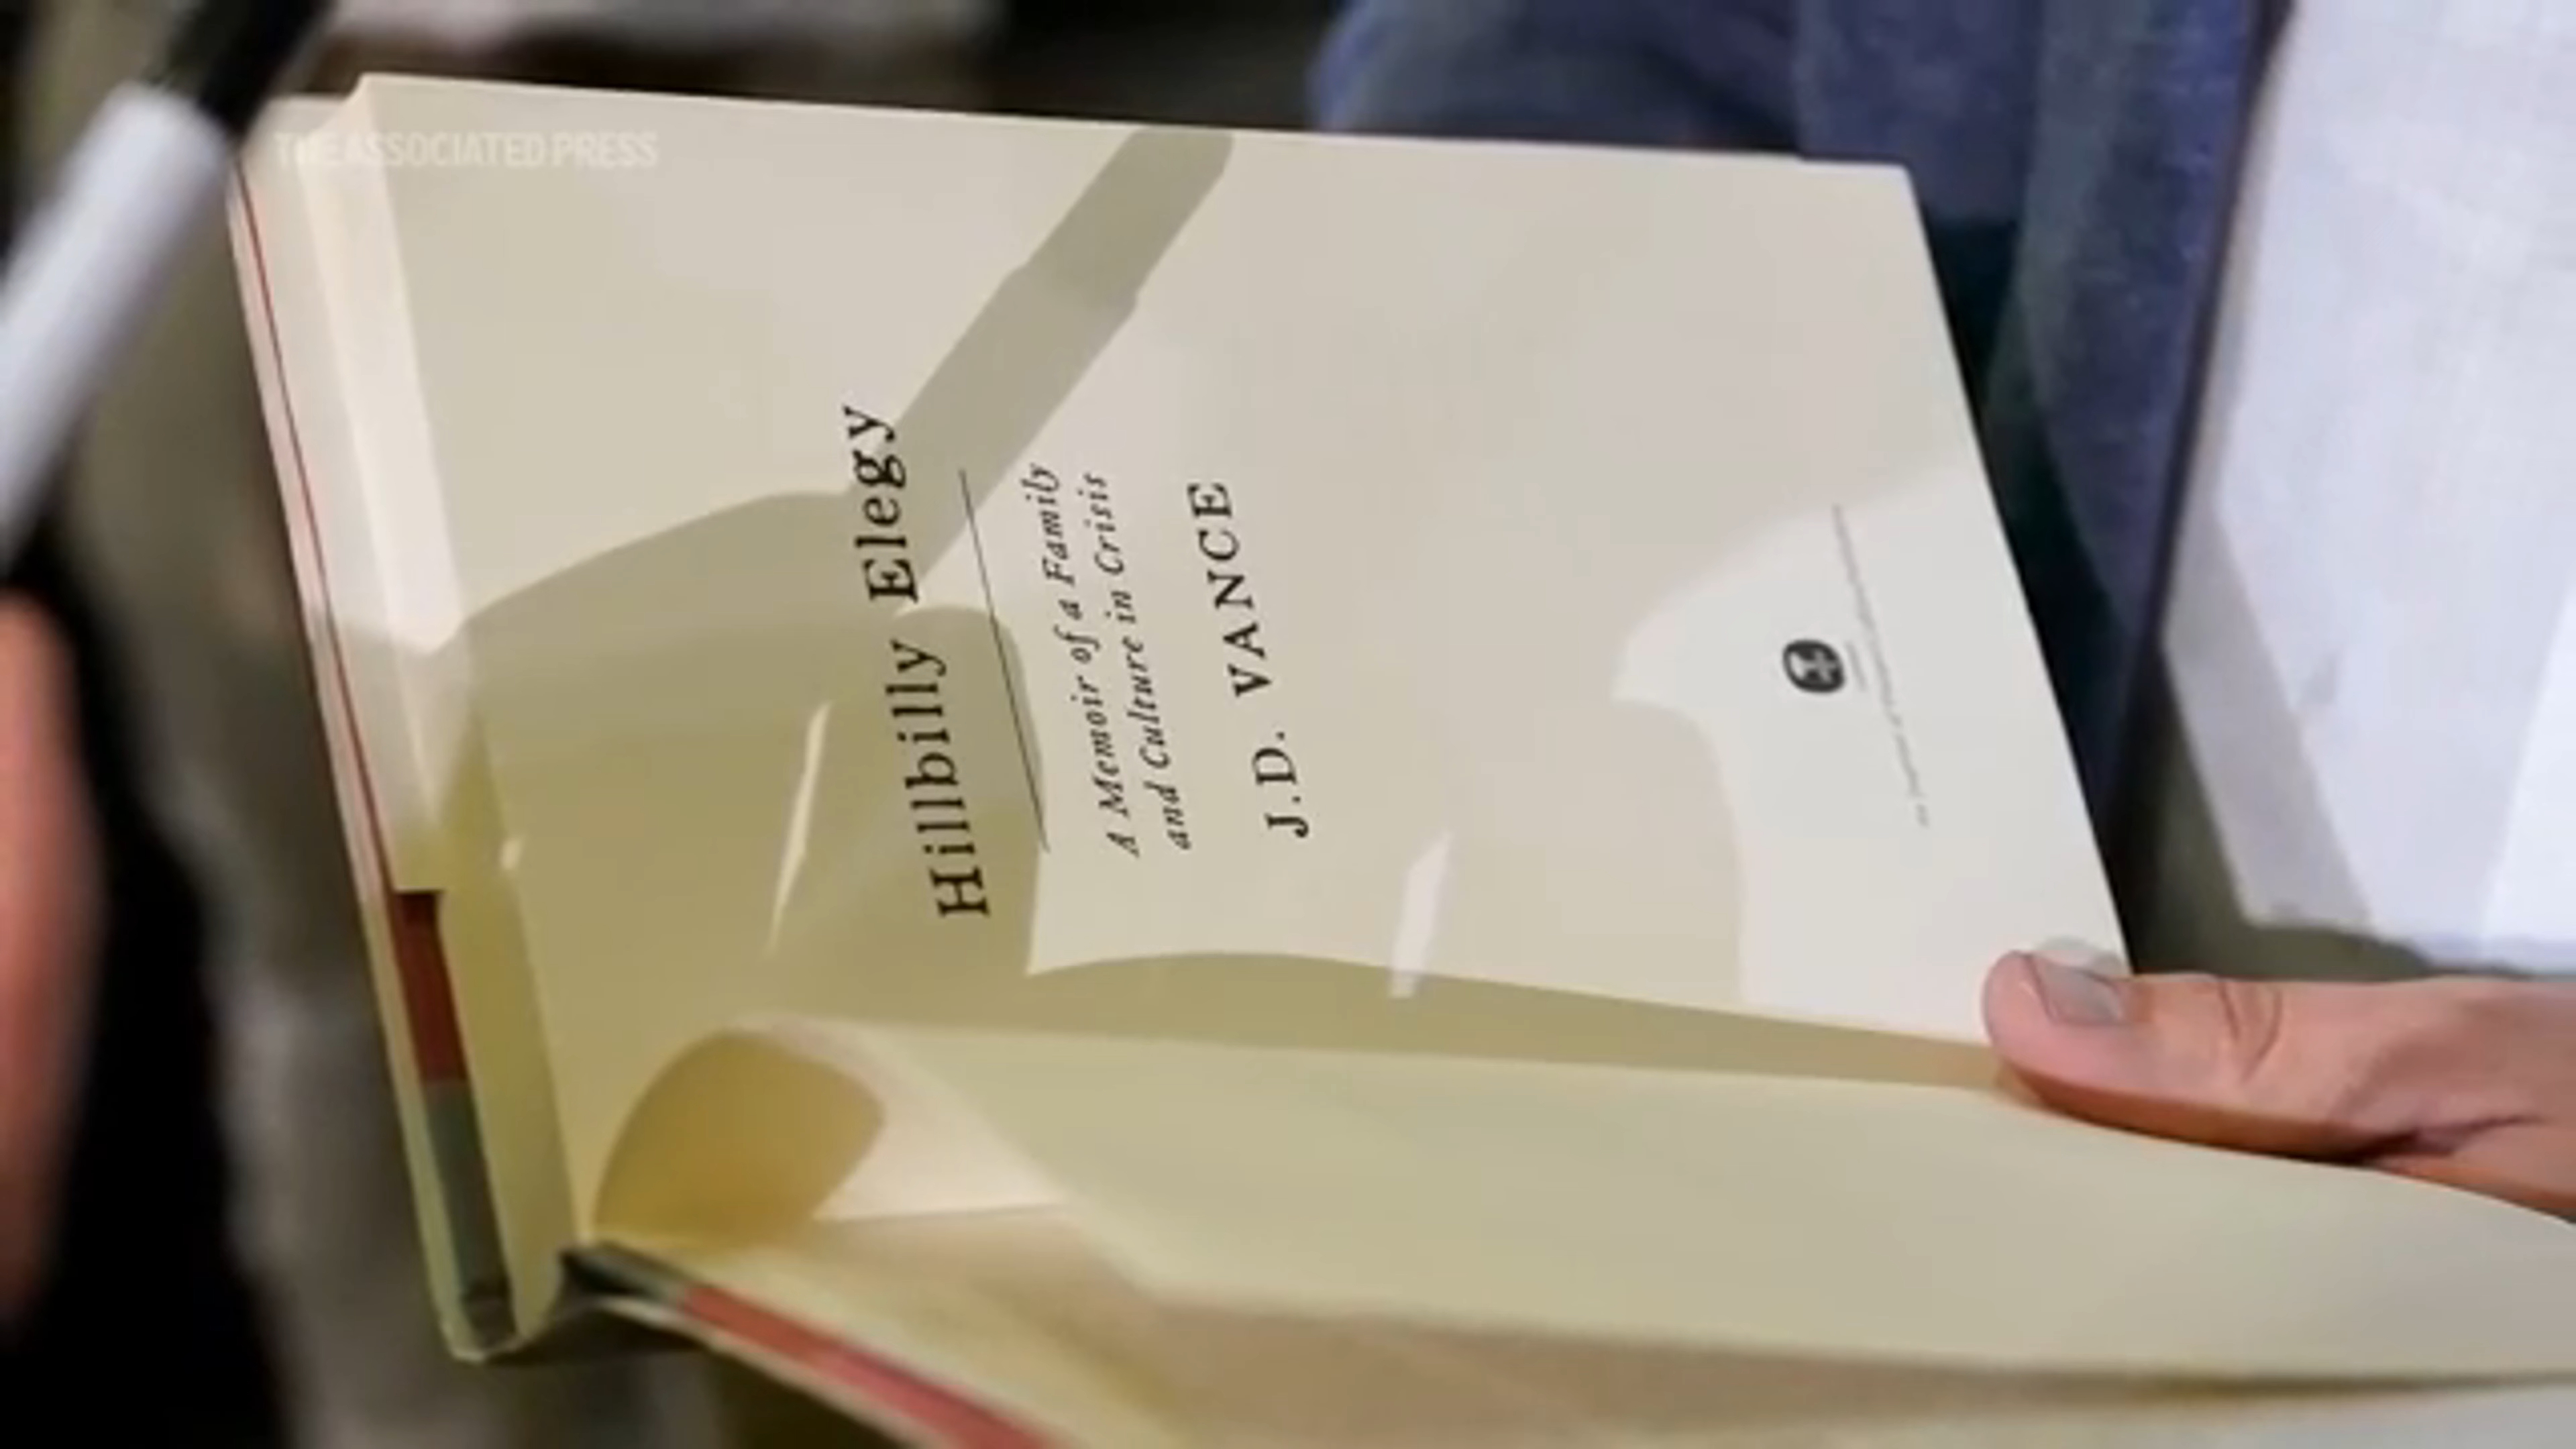 THE ASSOCIATED PRESS
Hillbilly Elegy
A Memoir of a Family
and Culture in Crisis
J.D. VANCE